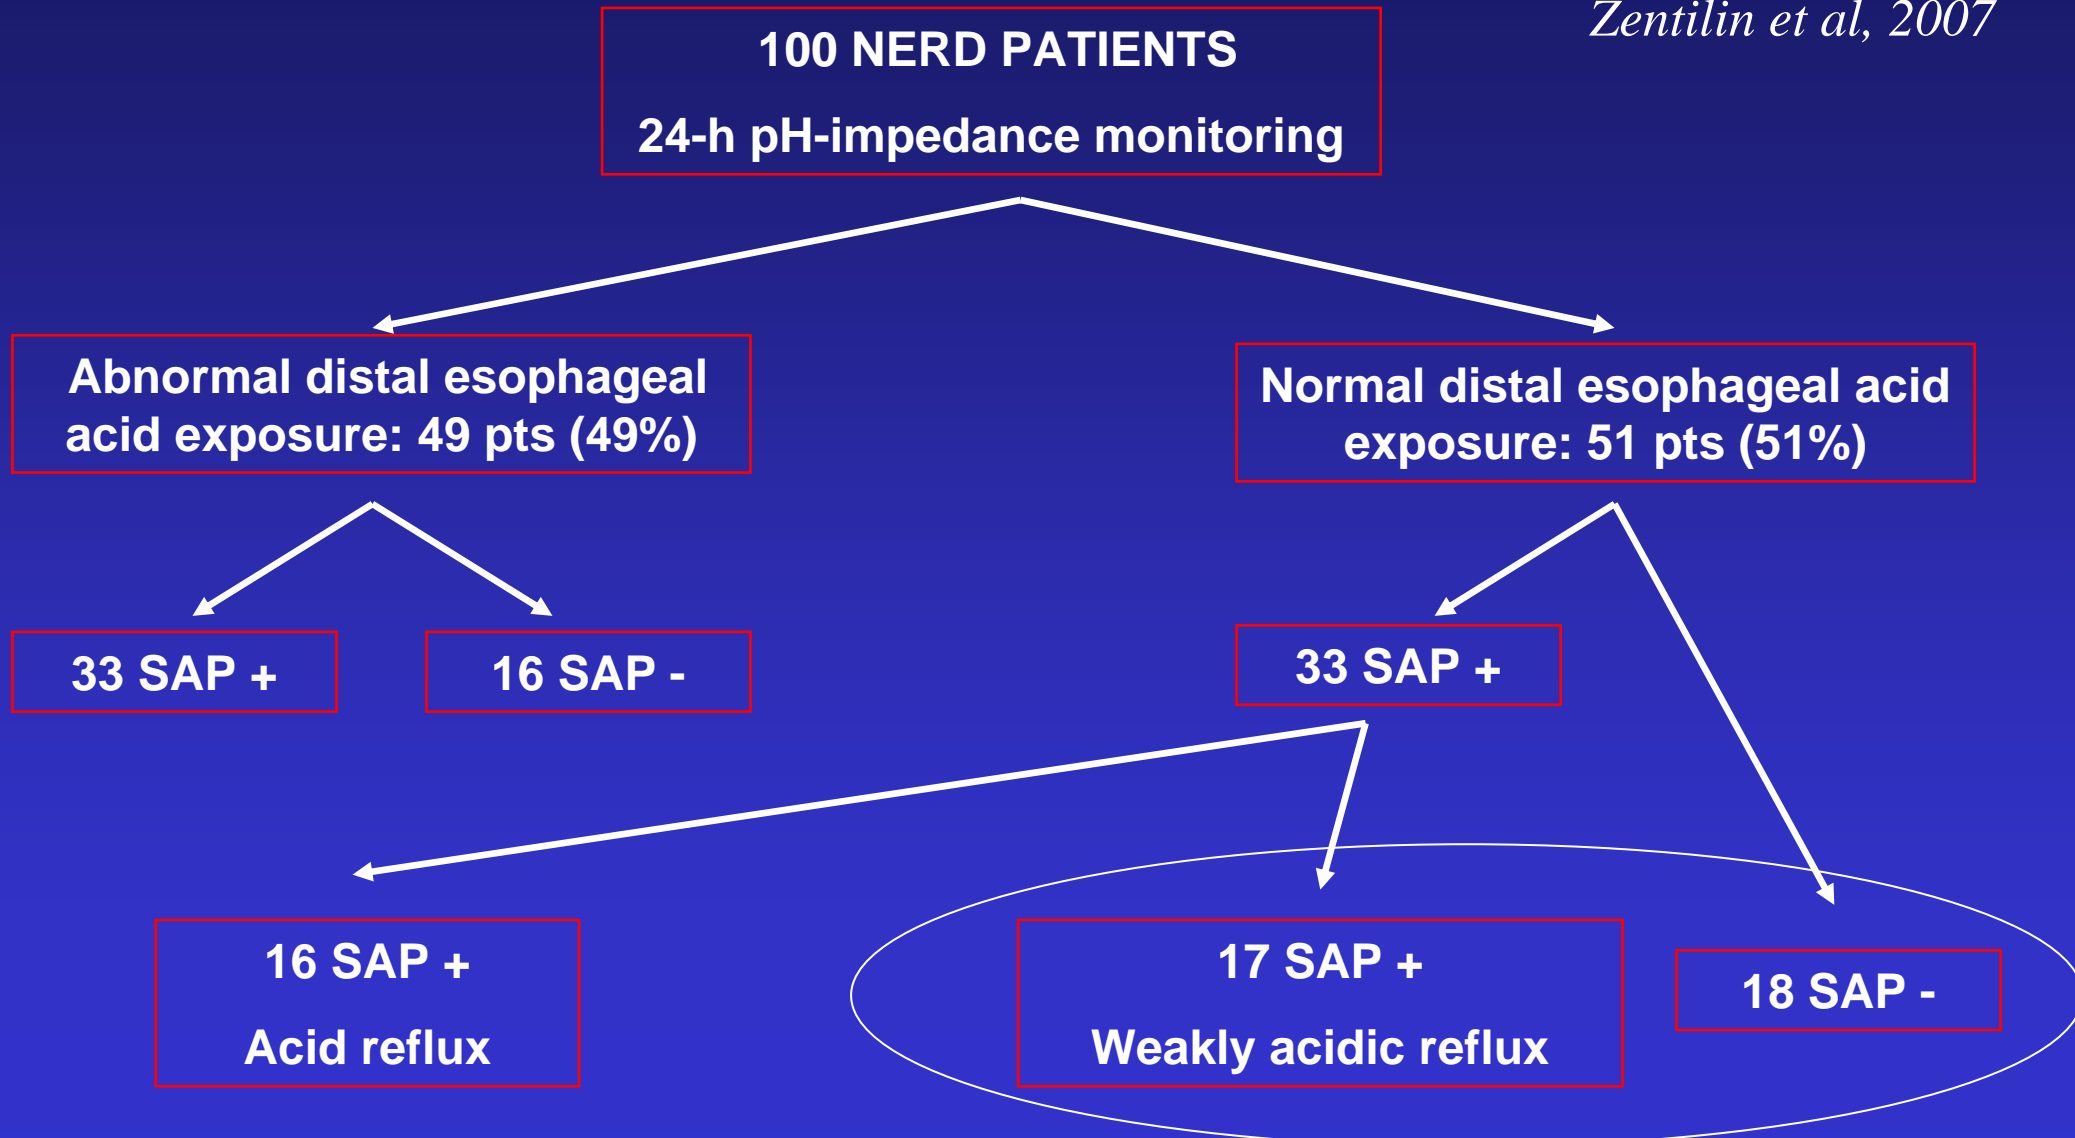 Zentilin et al, 2007
100 NERD PATIENTS
24-h pH-impedance monitoring
Abnormal distal esophageal
acid exposure: 49 pts (49%)
Normal distal esophageal acid
exposure: 51 pts (51%)
33 SAP +
16 SAP -
33 SAP +
16 SAP +
Acid reflux
17 SAP +
Weakly acidic reflux
18 SAP -